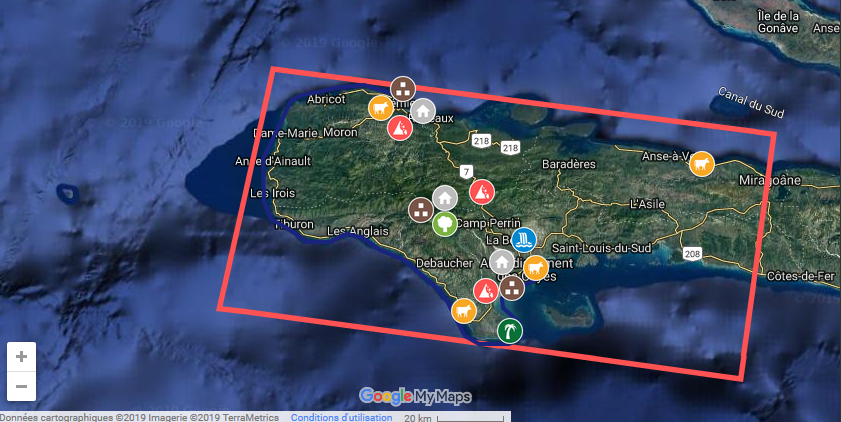 © 2019 Google
Île de la
Gonâve
Anse
Canal du Sud
Abricot
Jérémie
Dame-Marie
Moron
218
218
Anse d'Ainault
7
Baradères
Anse-à-V
Miragoâne
Les Irois
L'Asile
Tiburon
Les Anglais
Camp Perrin
Saint-Louis-du-Sud
208
Debaucher
Côtes-de-Fer
+
−
Google My Maps
Données cartographiques ©2019 Imagerie ©2019 TerraMetrics Conditions d'utilisation 20 km